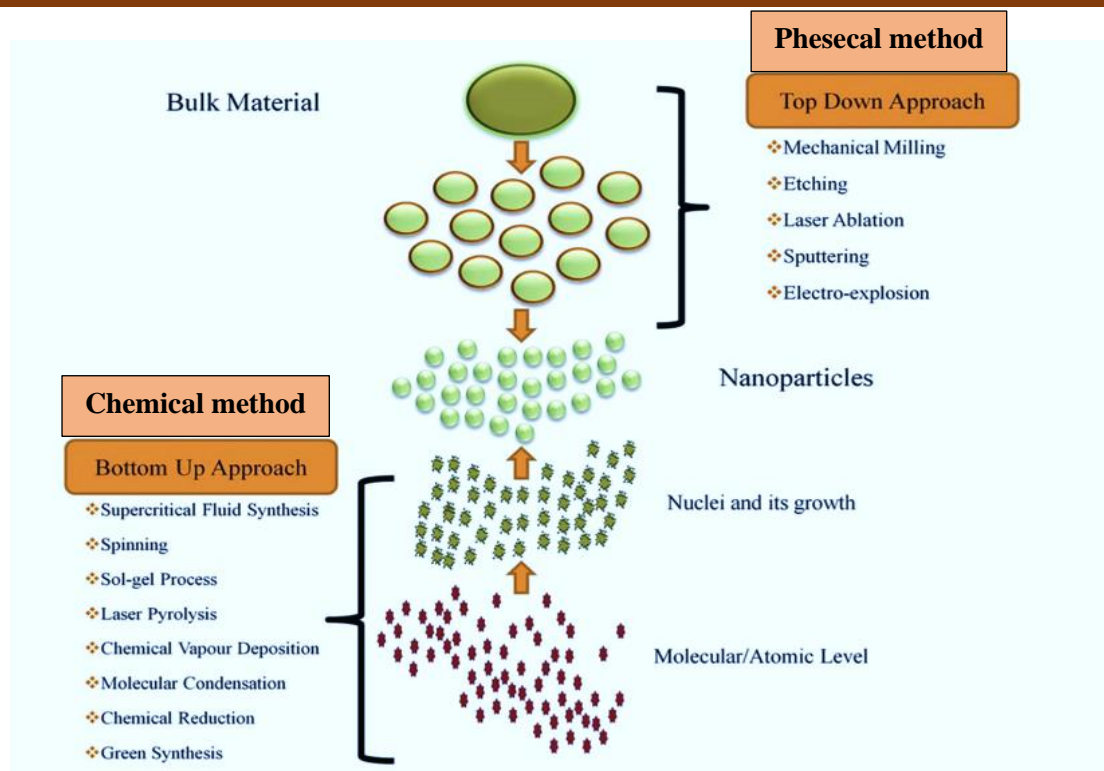 Phesecal method
Bulk Material
Top Down Approach
❖Mechanical Milling
❖Etching
❖Laser Ablation
❖Sputtering
❖Electro-explosion
Nanoparticles
Chemical method
Bottom Up Approach
❖Supercritical Fluid Synthesis
❖Spinning
❖Sol-gel Process
❖Laser Pyrolysis
❖Chemical Vapour Deposition
❖Molecular Condensation
❖Chemical Reduction
❖Green Synthesis
Nuclei and its growth
Molecular/Atomic Level